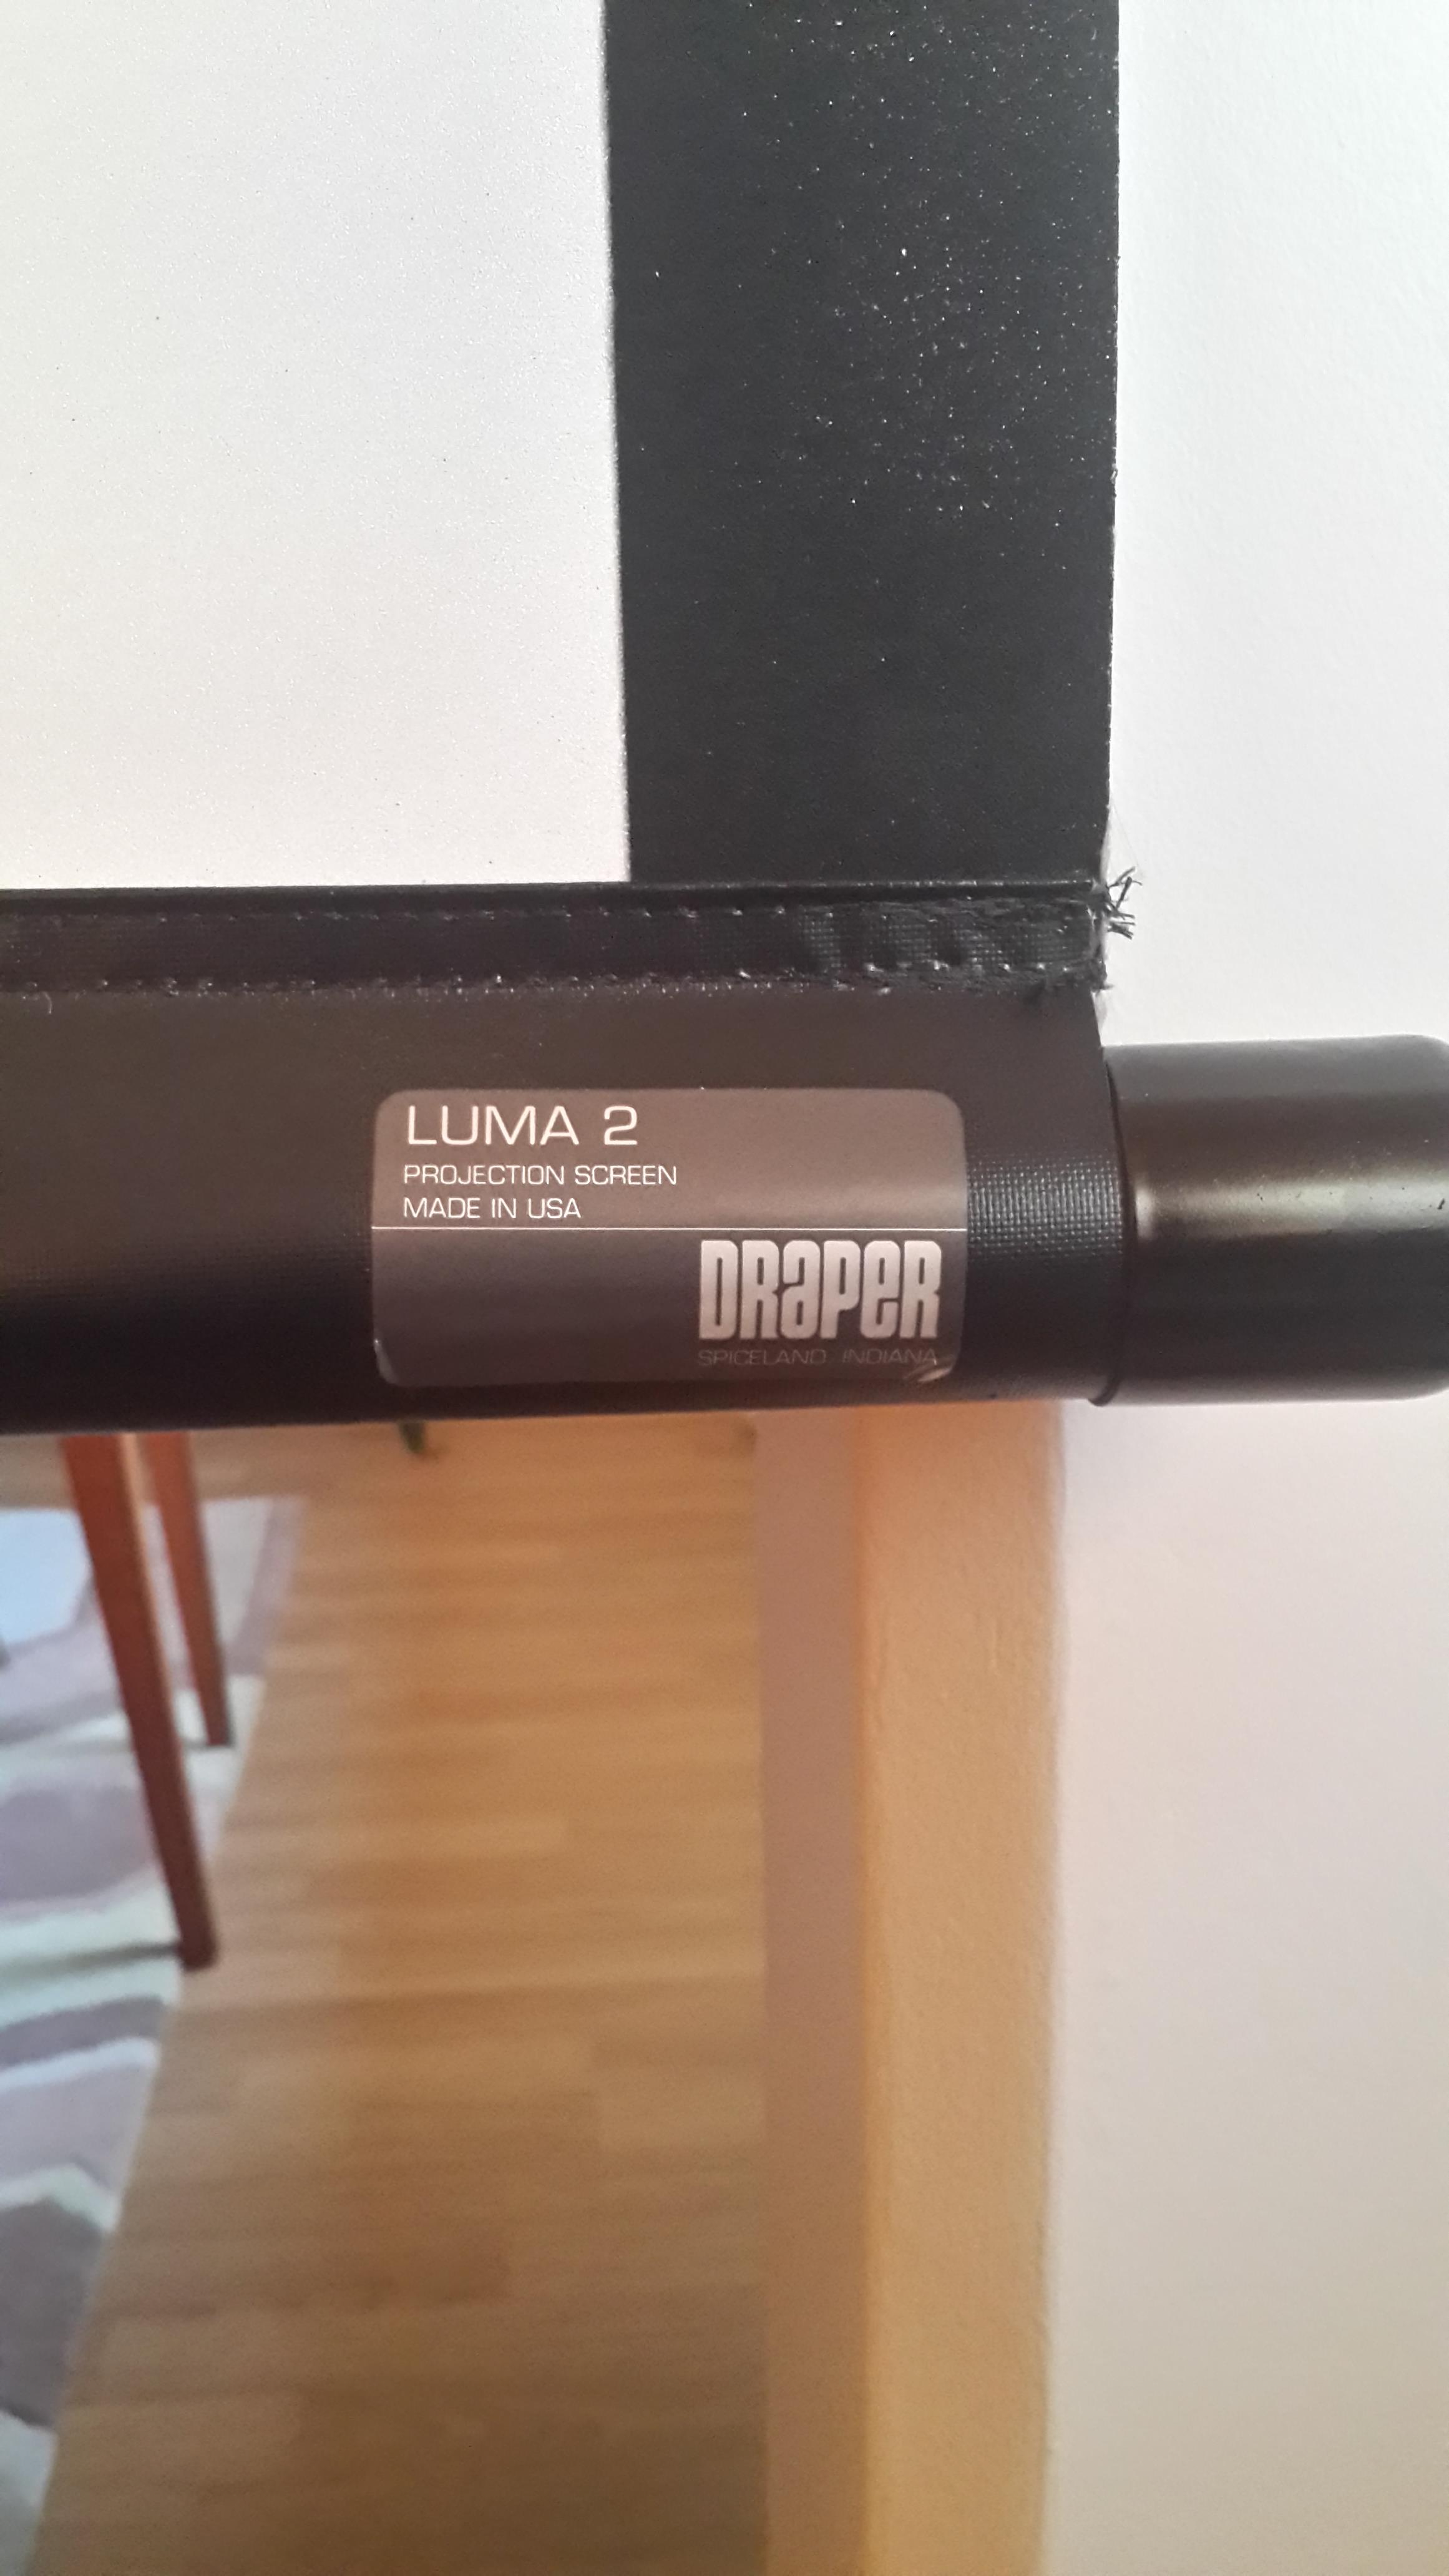 LUMA 2
PROJECTION SCREEN
MADE IN USA
DRAPER
SPICELAND, INDIANA